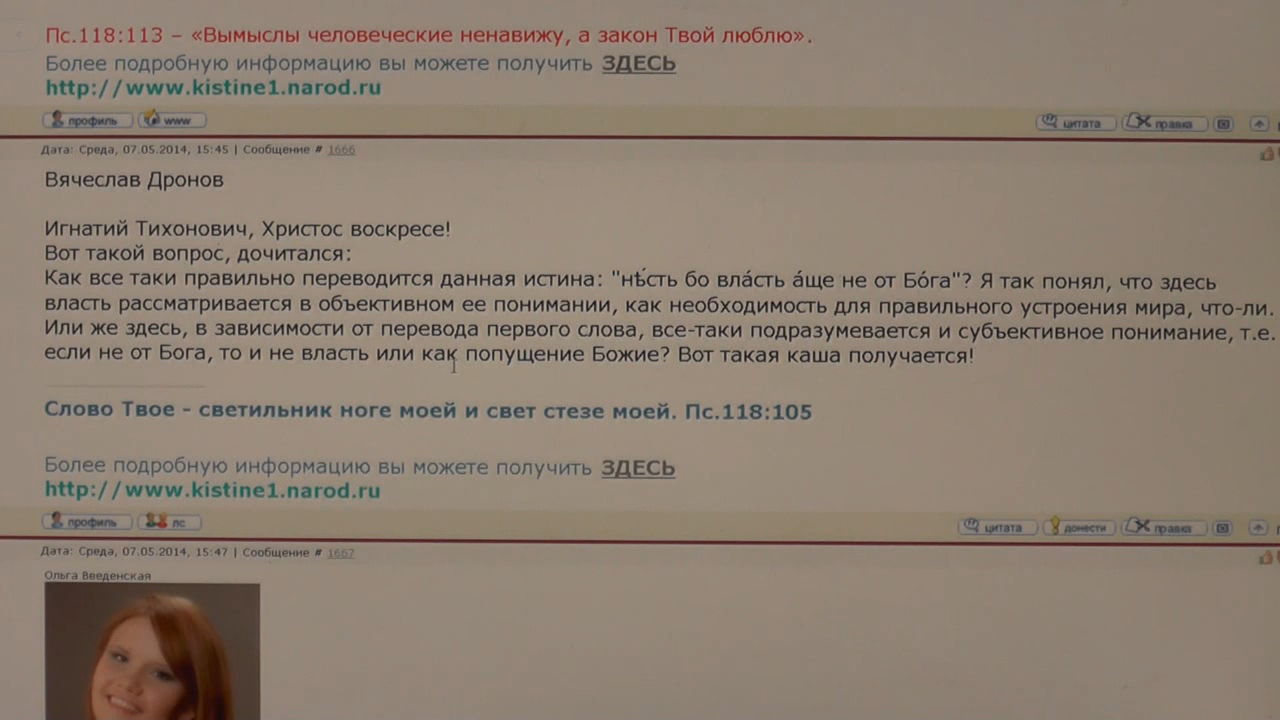 Пс.118:113 – «Вымыслы человеческие ненавижу, а закон Твой люблю».
Более подробную информацию вы можете получить ЗДЕСЬ
http://www.kistine1.narod.ru
профиль www цитата правка
Дата: Среда, 07.05.2014, 15:45 | Сообщение # 1666
Вячеслав Дронов
Игнатий Тихонович, Христос воскресе!
Вот такой вопрос, дочитался:
Как все таки правильно переводится данная истина: "нѣ́сть бо вла́сть а́ще не от Бо́га"? Я так понял, что здесь
власть рассматривается в объективном ее понимании, как необходимость для правильного устроения мира, что-ли.
Или же здесь, в зависимости от перевода первого слова, все-таки подразумевается и субъективное понимание, т.е.
если не от Бога, то и не власть или как попущение Божие? Вот такая каша получается!
Слово Твое - светильник ноге моей и свет стезе моей. Пс.118:105
Более подробную информацию вы можете получить ЗДЕСЬ
http://www.kistine1.narod.ru
профиль лс цитата донести правка
Дата: Среда, 07.05.2014, 15:47 | Сообщение # 1667
Ольга Введенская